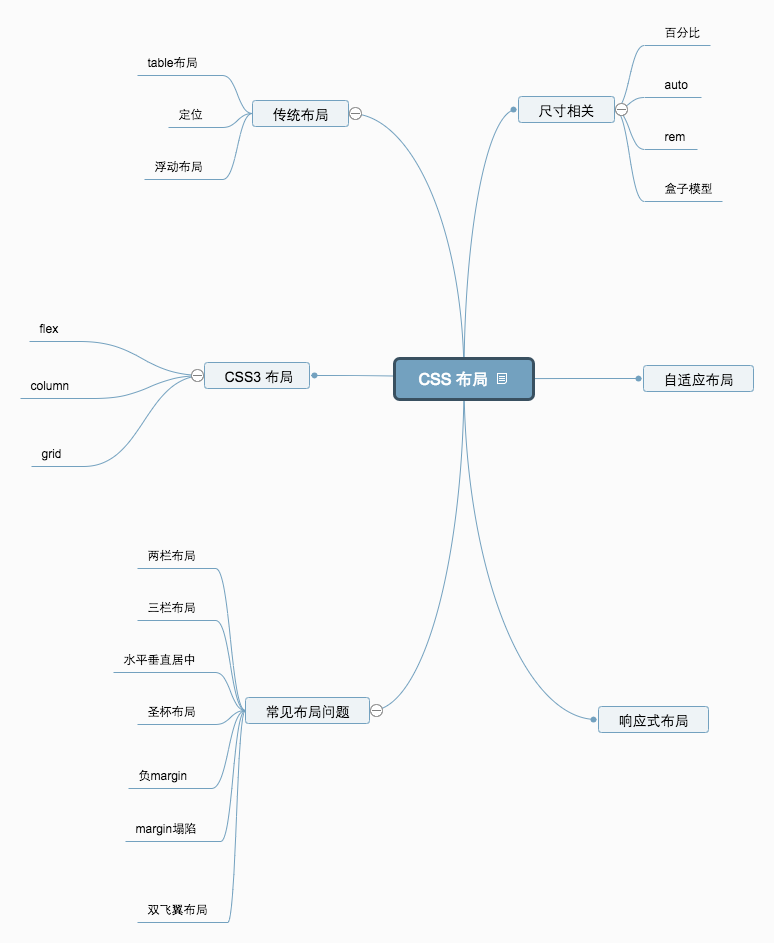 CSS 布局
尺寸相关
百分比
auto
rem
盒子模型
自适应布局
响应式布局
传统布局
table布局
定位
浮动布局
CSS3 布局
flex
column
grid
常见布局问题
两栏布局
三栏布局
水平垂直居中
圣杯布局
负margin
margin塌陷
双飞翼布局